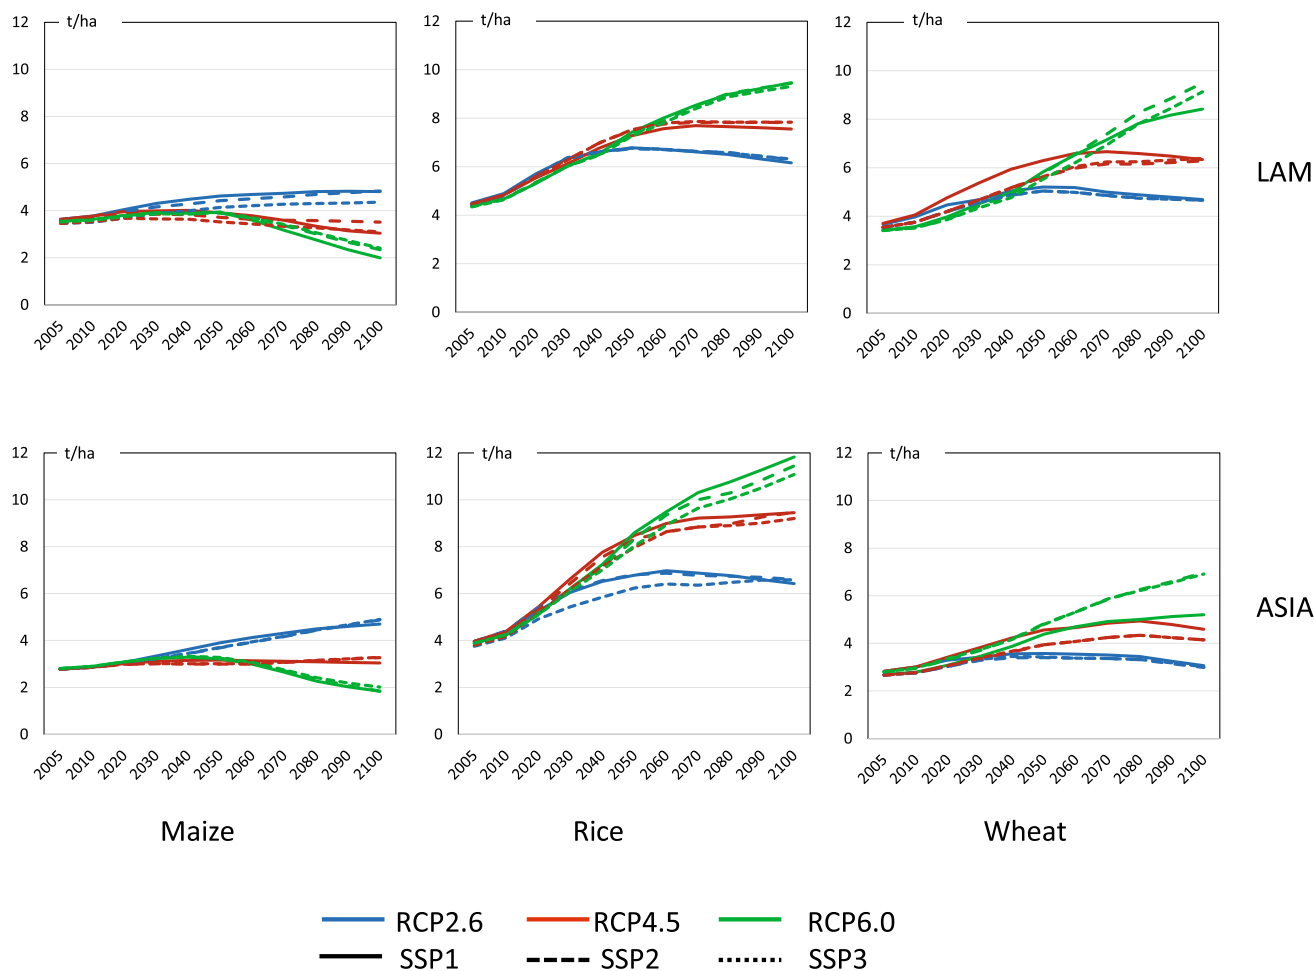 t/ha t/ha t/ha
12 12 12
10 10 10
8 8 8
6 6 6
4 4 4
2 2 2
0 0 0
2005 2010 2020 2030 2040 2050 2060 2070 2080 2090 2100
2005 2010 2020 2030 2040 2050 2060 2070 2080 2090 2100
2005 2010 2020 2030 2040 2050 2060 2070 2080 2090 2100
LAM
t/ha t/ha t/ha
12 12 12
10 10 10
8 8 8
6 6 6
4 4 4
2 2 2
0 0 0
2005 2010 2020 2030 2040 2050 2060 2070 2080 2090 2100
2005 2010 2020 2030 2040 2050 2060 2070 2080 2090 2100
2005 2010 2020 2030 2040 2050 2060 2070 2080 2090 2100
ASIA
Maize Rice Wheat
RCP2.6 RCP4.5 RCP6.0
SSP1 SSP2 SSP3